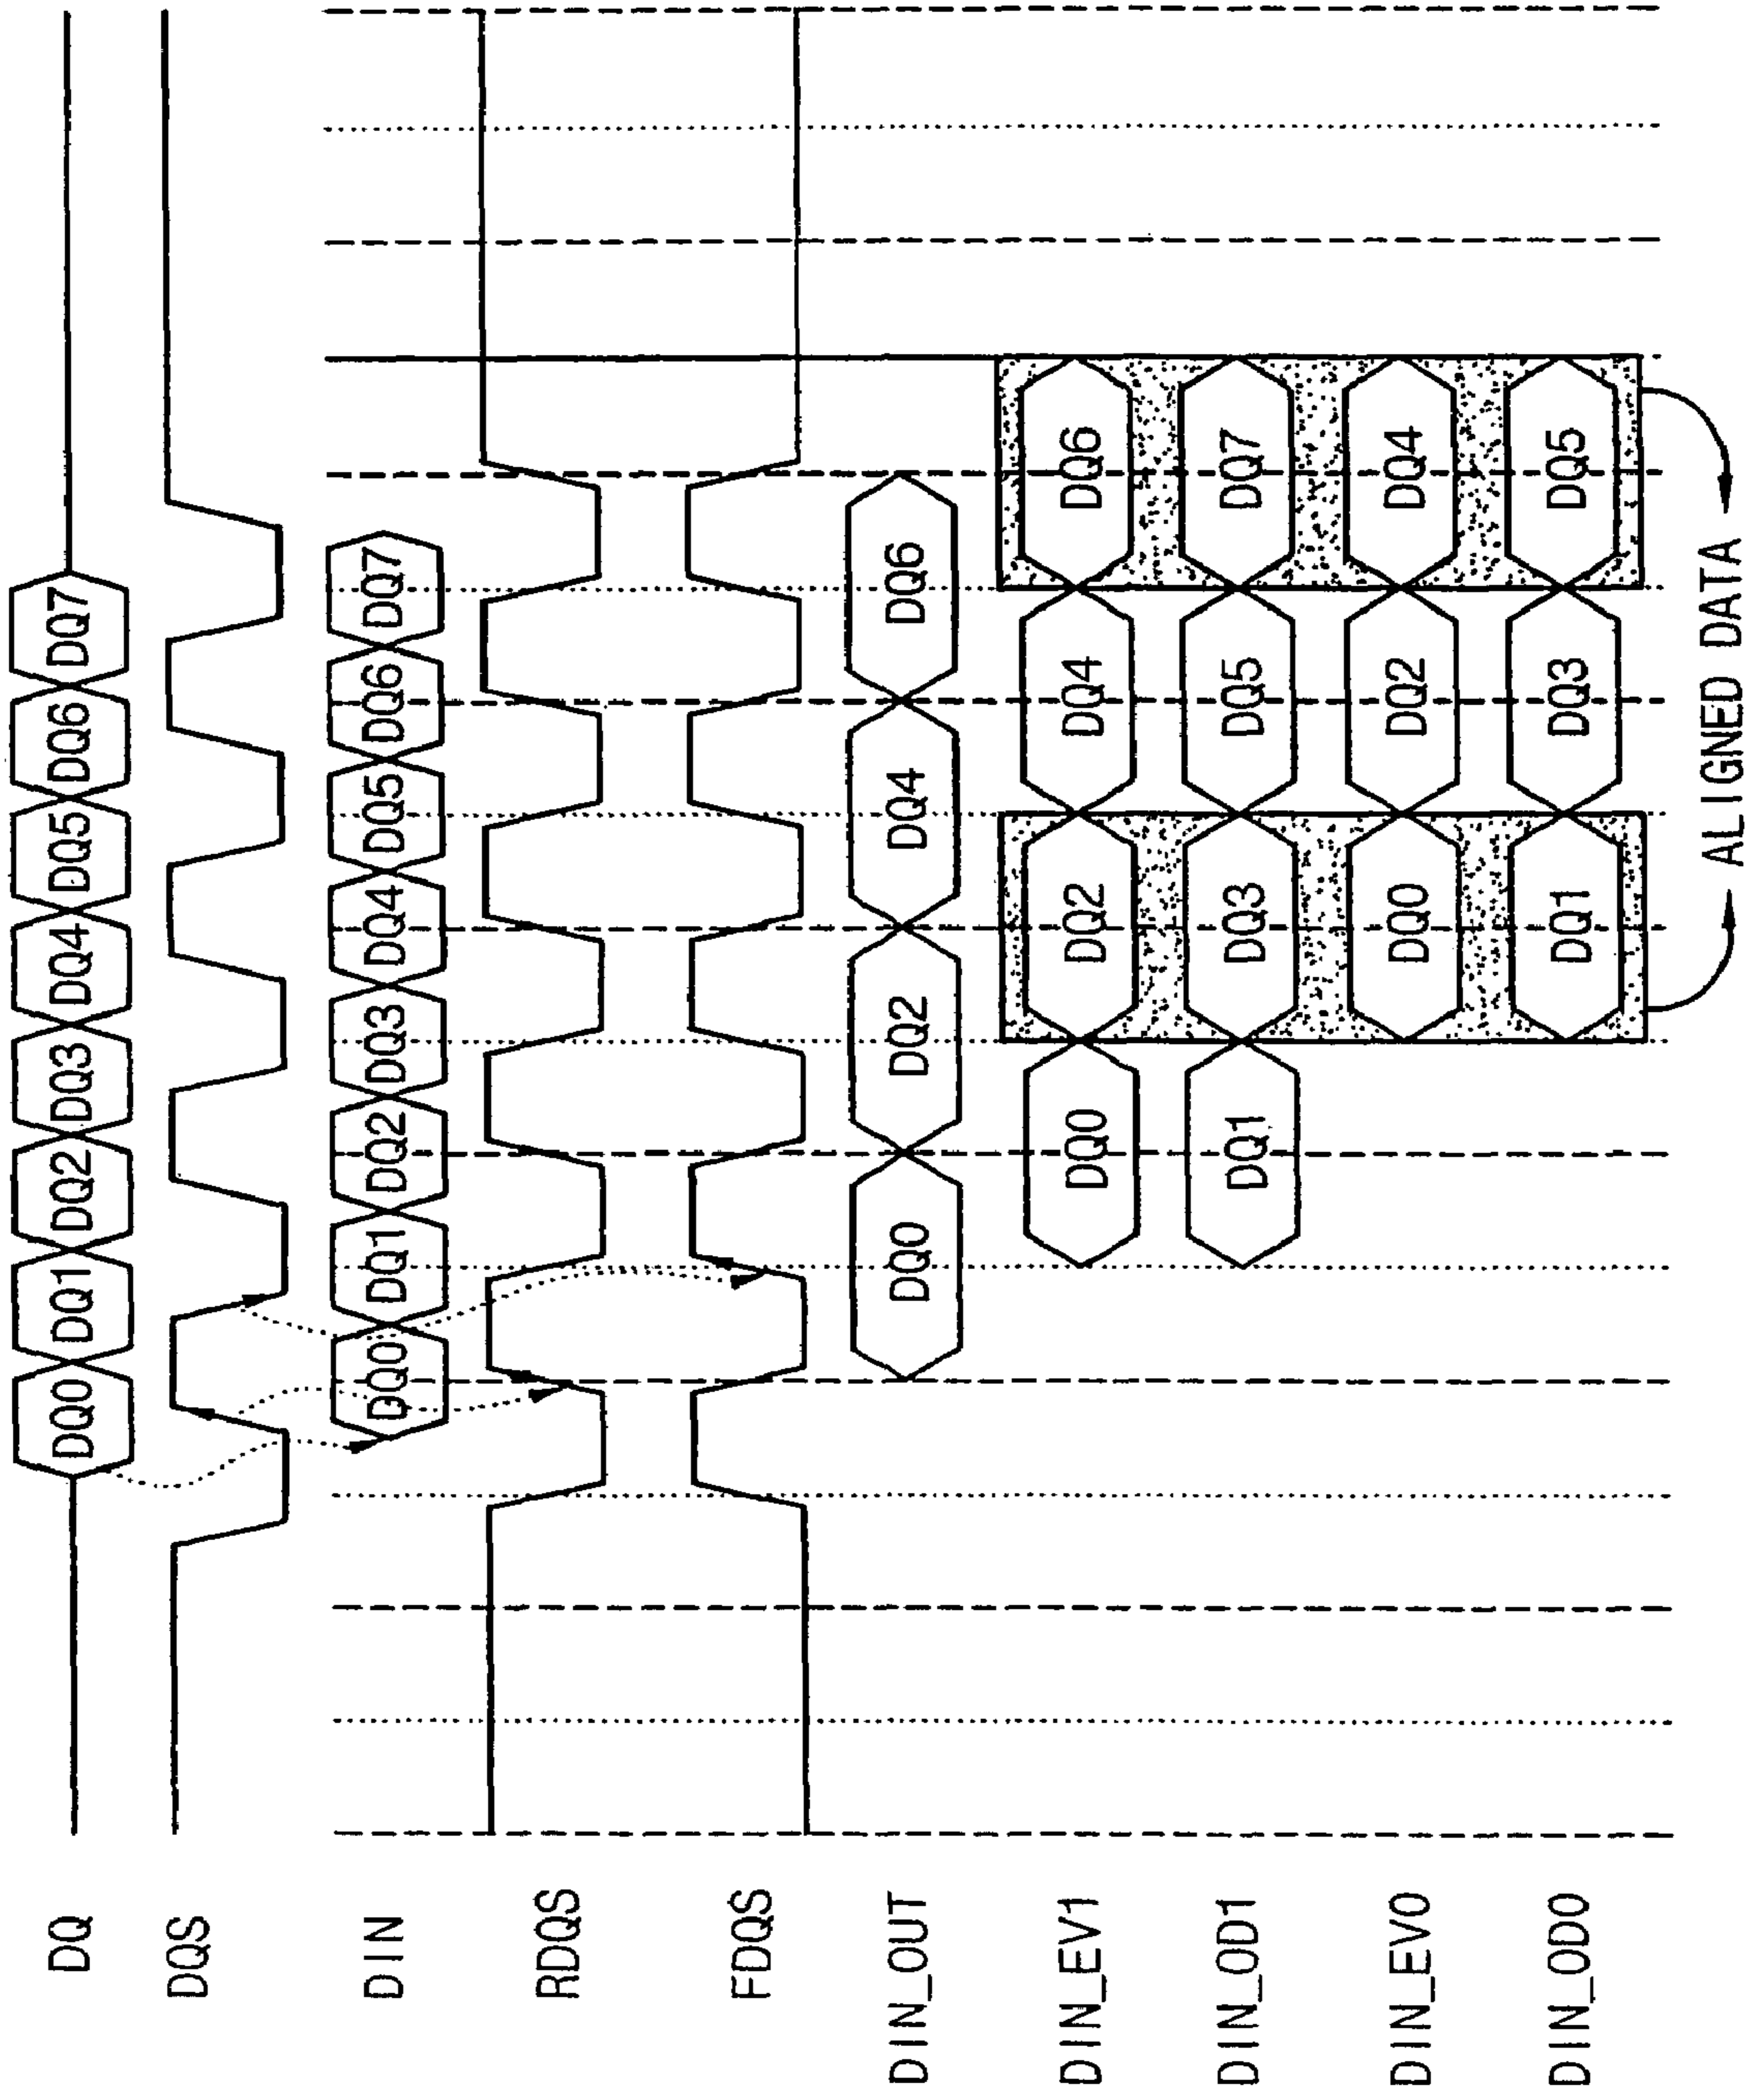 DQ DQ0 DQ1 DQ2 DQ3 DQ4 DQ5 DQ6 DQ7
DQS
DIN DQ0 DQ1 DQ2 DQ3 DQ4 DQ5 DQ6 DQ7
RDQS
FDQS
DIN_OUT DQ0 DQ2 DQ4 DQ6
DIN_EV1 DQ0 DQ2 DQ4 DQ6
DIN_OD1 DQ1 DQ3 DQ5 DQ7
DIN_EV0 DQ0 DQ2 DQ4
DIN_OD0 DQ1 DQ3 DQ5
ALIGNED DATA